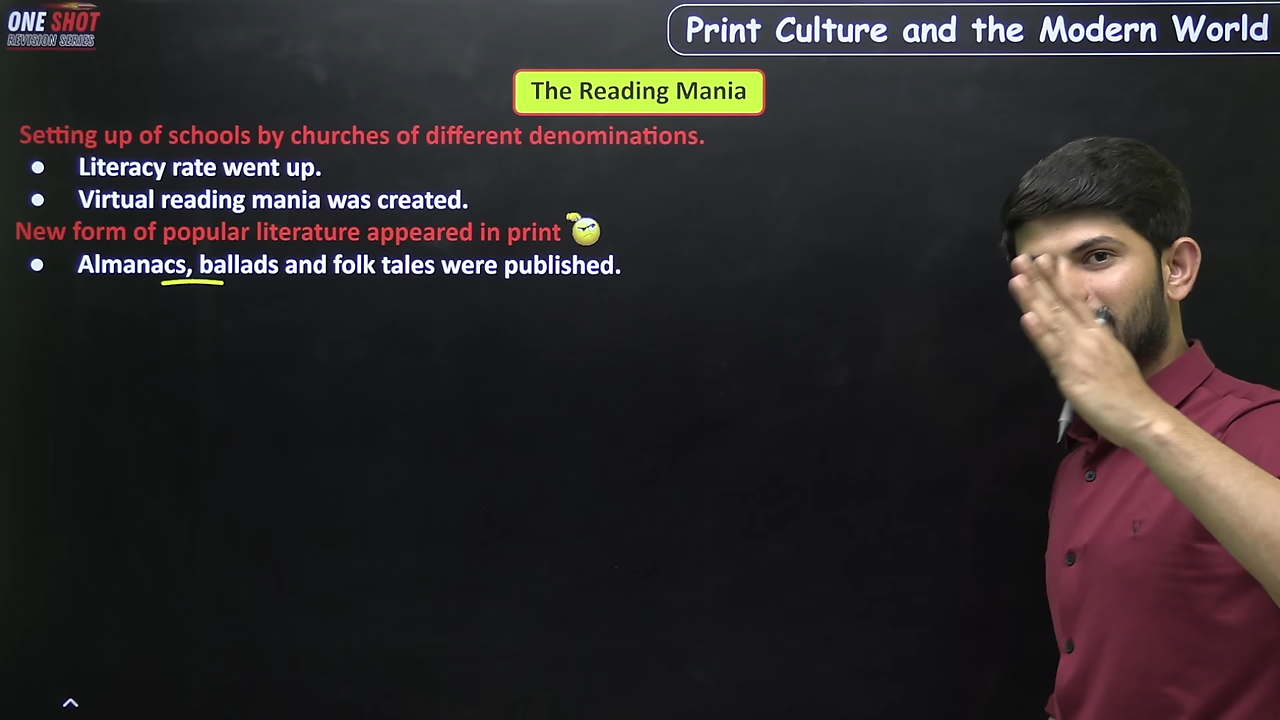 ONE SHOT
REVISION SERIES
Print Culture and the Modern World
The Reading Mania
Setting up of schools by churches of different denominations.
● Literacy rate went up.
● Virtual reading mania was created.
New form of popular literature appeared in print
● Almanacs, ballads and folk tales were published.